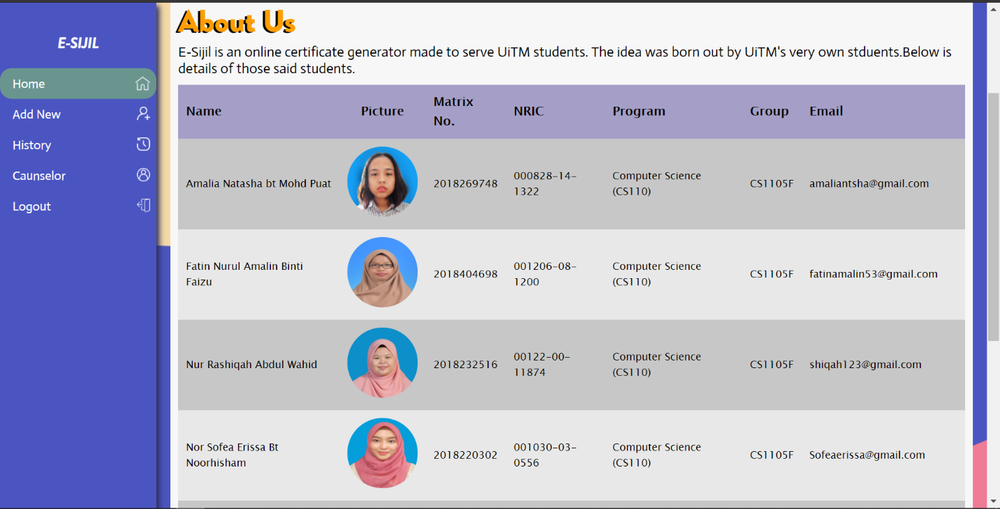 About Us
E-SIJIL
E-Sijil is an online certificate generator made to serve UiTM students. The idea was born out by UiTM's very own stduents.Below is
details of those said students.
Home
Add New
History
Caunselor
Logout
Name Picture Matrix No. NRIC Program Group Email
Amalia Natasha bt Mohd Puat 2018269748 000828-14-1322 Computer Science (CS110) CS1105F amaliantsha@gmail.com
Fatin Nurul Amalin Binti Faizu 2018404698 001206-08-1200 Computer Science (CS110) CS1105F fatinamalin53@gmail.com
Nur Rashiqah Abdul Wahid 2018232516 00122-00-11874 Computer Science (CS110) CS1105F shiqah123@gmail.com
Nor Sofea Erissa Bt Noorhisham 2018220302 001030-03-0556 Computer Science (CS110) CS1105F Sofeaerissa@gmail.com